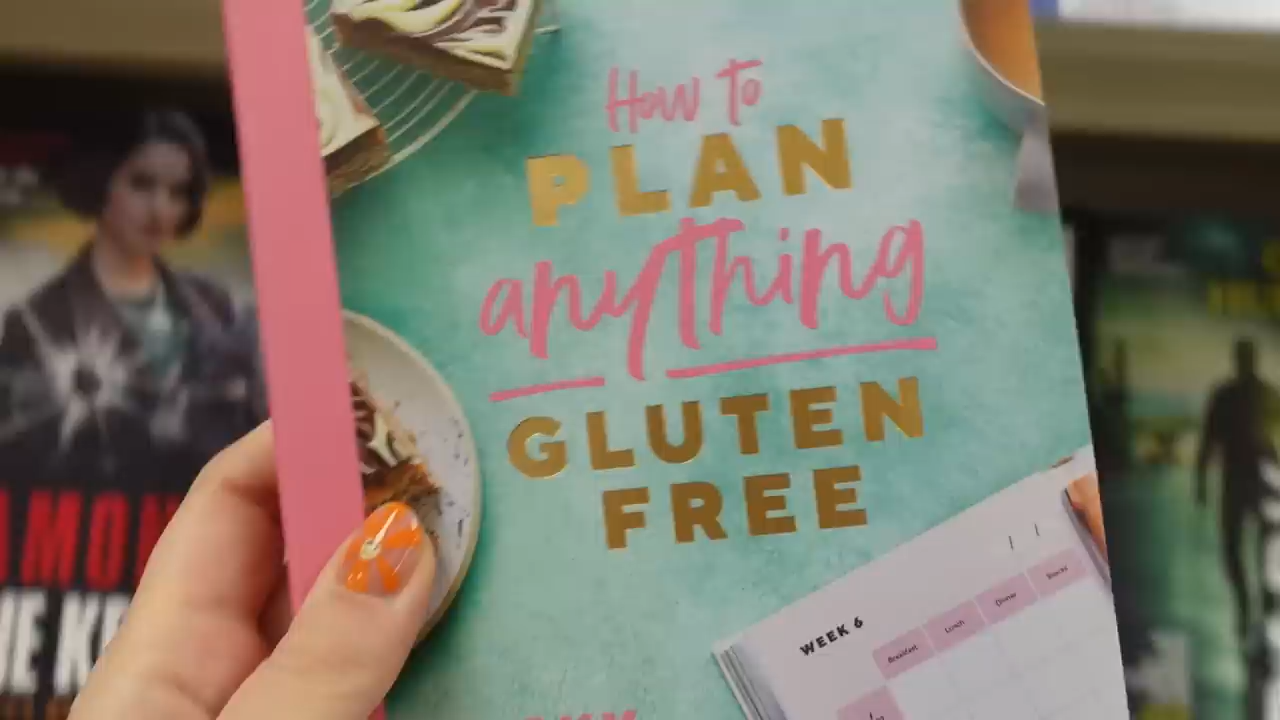 How to
PLAN
anything
GLUTEN
FREE
WEEK 6
Breakfast
Lunch
Dinner
Snacks